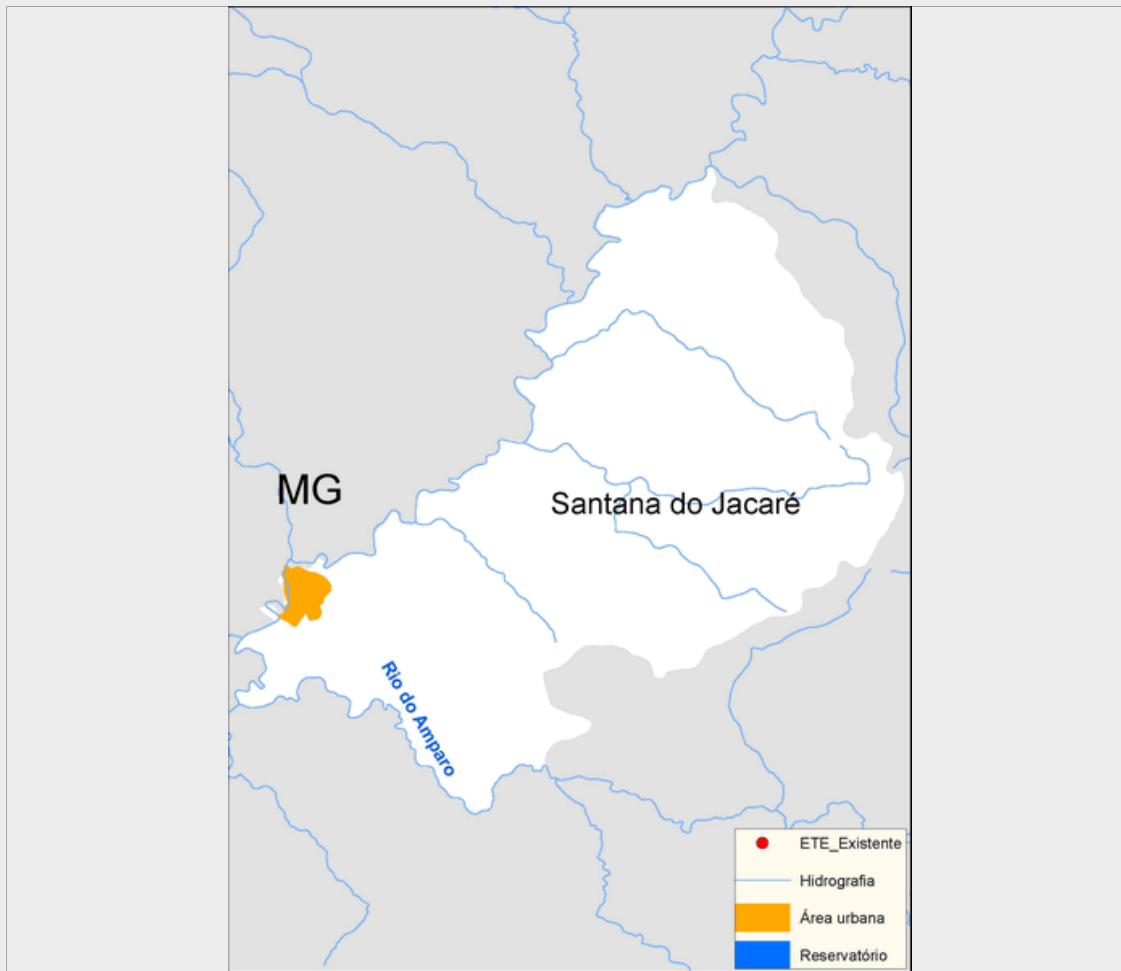 MG
Santana do Jacaré
Rio do Amparo
ETE_Existente
Hidrografia
Área urbana
Reservatório